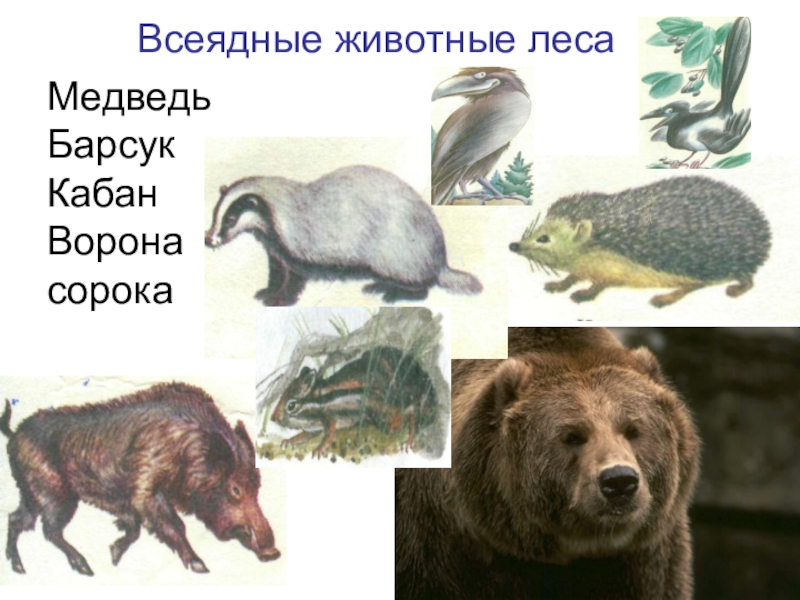 Всеядные животные леса
Медведь
Барсук
Кабан
Ворона
сорока